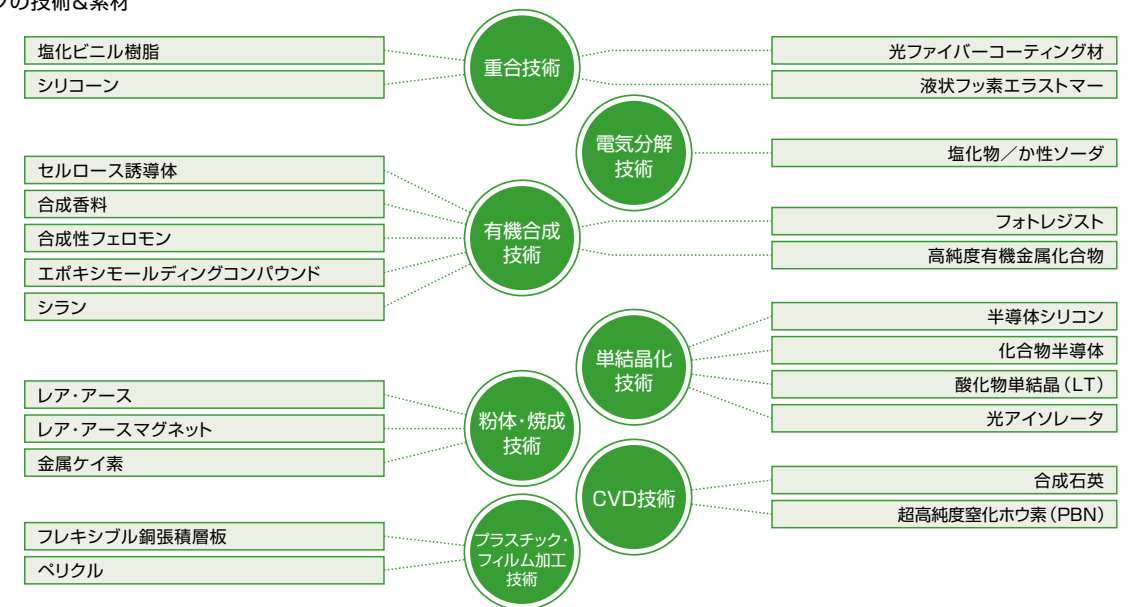 の技術&素材
塩化ビニル樹脂
シリコーン
重合技術
光ファイバーコーティング材
液状フッ素エラストマー
電気分解
技術
塩化物／か性ソーダ
セルロース誘導体
合成香料
合成性フェロモン
エポキシモールディングコンパウンド
シラン
有機合成
技術
フォトレジスト
高純度有機金属化合物
単結晶化
技術
半導体シリコン
化合物半導体
酸化物単結晶（LT）
光アイソレータ
レア・アース
レア・アースマグネット
金属ケイ素
粉体・焼成
技術
CVD技術
合成石英
超高純度窒化ホウ素（PBN）
フレキシブル銅張積層板
ペリクル
プラスチック・
フィルム加工
技術